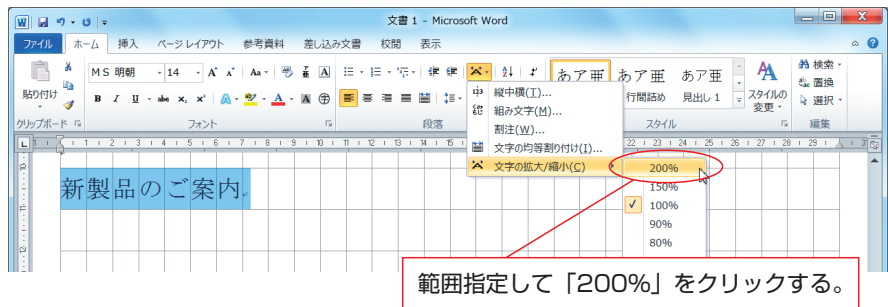 文書 1 - Microsoft Word
ファイル ホーム 挿入 ページ レイアウト 参考資料 差し込み文書 校閲 表示
貼り付け
ＭＳ 明朝 14
あア亜 あア亜 あア亜
行間詰め 見出し 1
スタイルの
変更
検索
置換
選択
クリップボード フォント 段落 スタイル 編集
縦中横(T)...
組み文字(M)...
割注(W)...
文字の均等割り付け(I)...
文字の拡大/縮小(C)
200%
150%
100%
90%
80%
新製品のご案内
範囲指定して「200%」をクリックする。